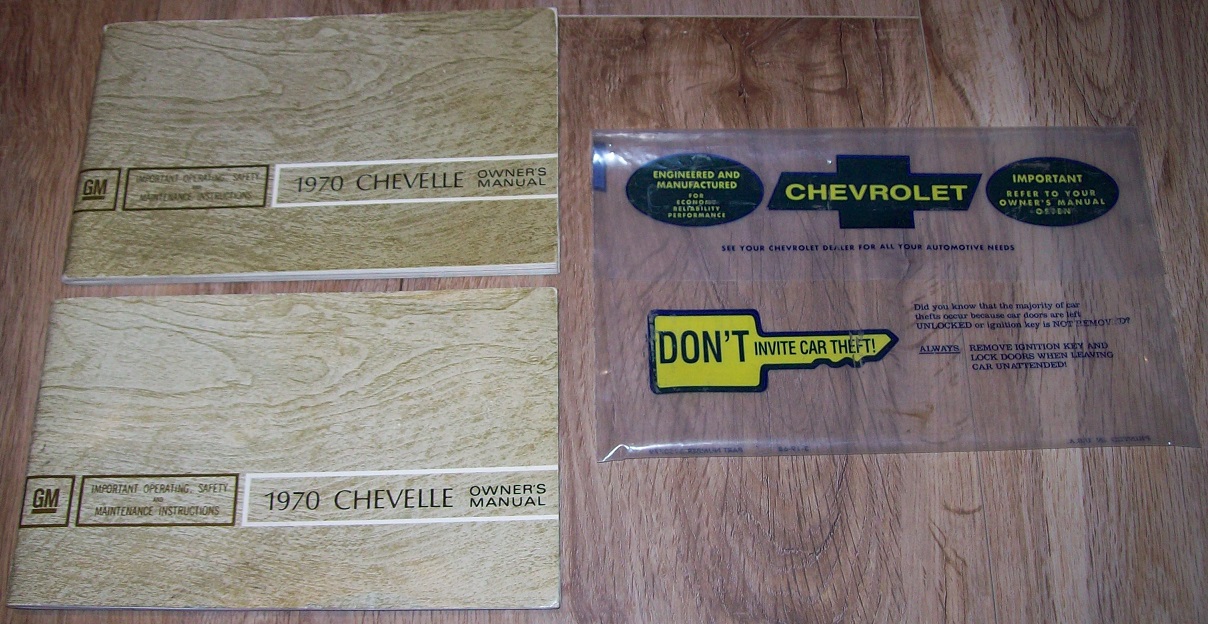 GM
IMPORTANT OPERATING, SAFETY
AND
MAINTENANCE INSTRUCTIONS
1970 CHEVELLE OWNER'S
MANUAL
GM
IMPORTANT OPERATING, SAFETY
AND
MAINTENANCE INSTRUCTIONS
1970 CHEVELLE OWNER'S
MANUAL
ENGINEERED AND
MANUFACTURED
FOR
ECONOMY
RELIABILITY
PERFORMANCE
CHEVROLET
IMPORTANT
REFER TO YOUR
OWNER'S MANUAL
OFTEN
SEE YOUR CHEVROLET DEALER FOR ALL YOUR AUTOMOTIVE NEEDS
DON'T INVITE CAR THEFT!
Did you know that the majority of car
thefts occur because car doors are left
UNLOCKED or ignition key is NOT REMOVED?
ALWAYS REMOVE IGNITION KEY AND
LOCK DOORS WHEN LEAVING
CAR UNATTENDED!